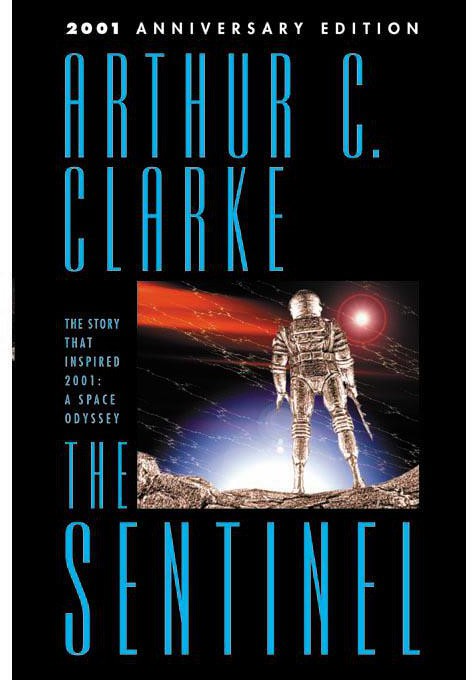 2001 ANNIVERSARY EDITION
ARTHUR C.
CLARKE
THE STORY
THAT
INSPIRED
2001:
A SPACE
ODYSSEY
THE
SENTINEL